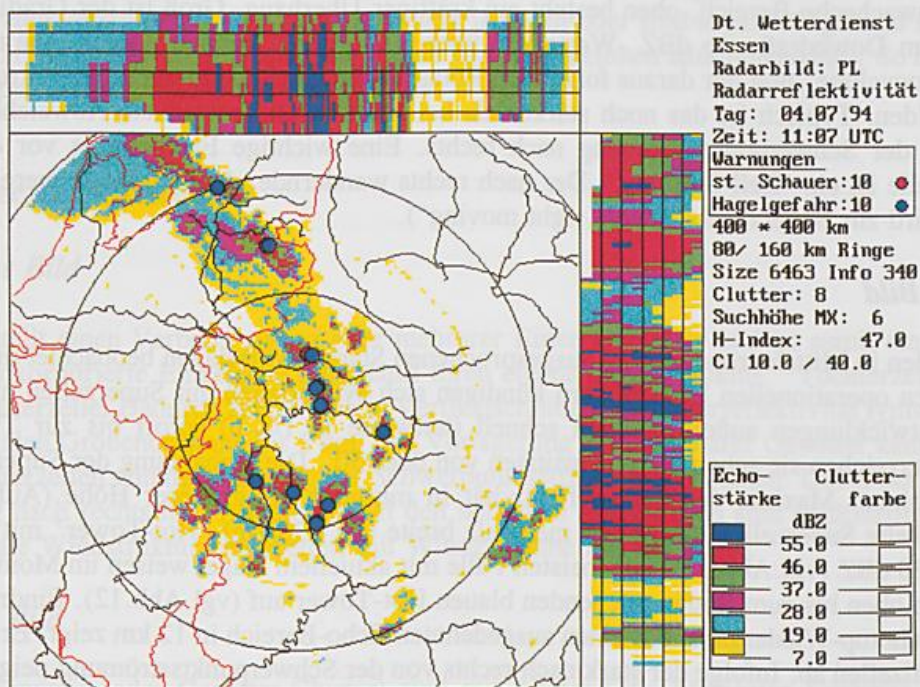 Dt. Wetterdienst
Essen
Radarbild: PL
Radarreflektivität
Tag: 04.07.94
Zeit: 11:07 UTC
Warnungen
st. Schauer:10
Hagelgefahr:10
400 * 400 km
80/ 160 km Ringe
Size 6463 Info 340
Clutter: 8
Suchhöhe MX: 6
H-Index: 47.0
CI 10.0 / 40.0
Echo- Clutter-
stärke farbe
dBZ
55.0
46.0
37.0
28.0
19.0
7.0